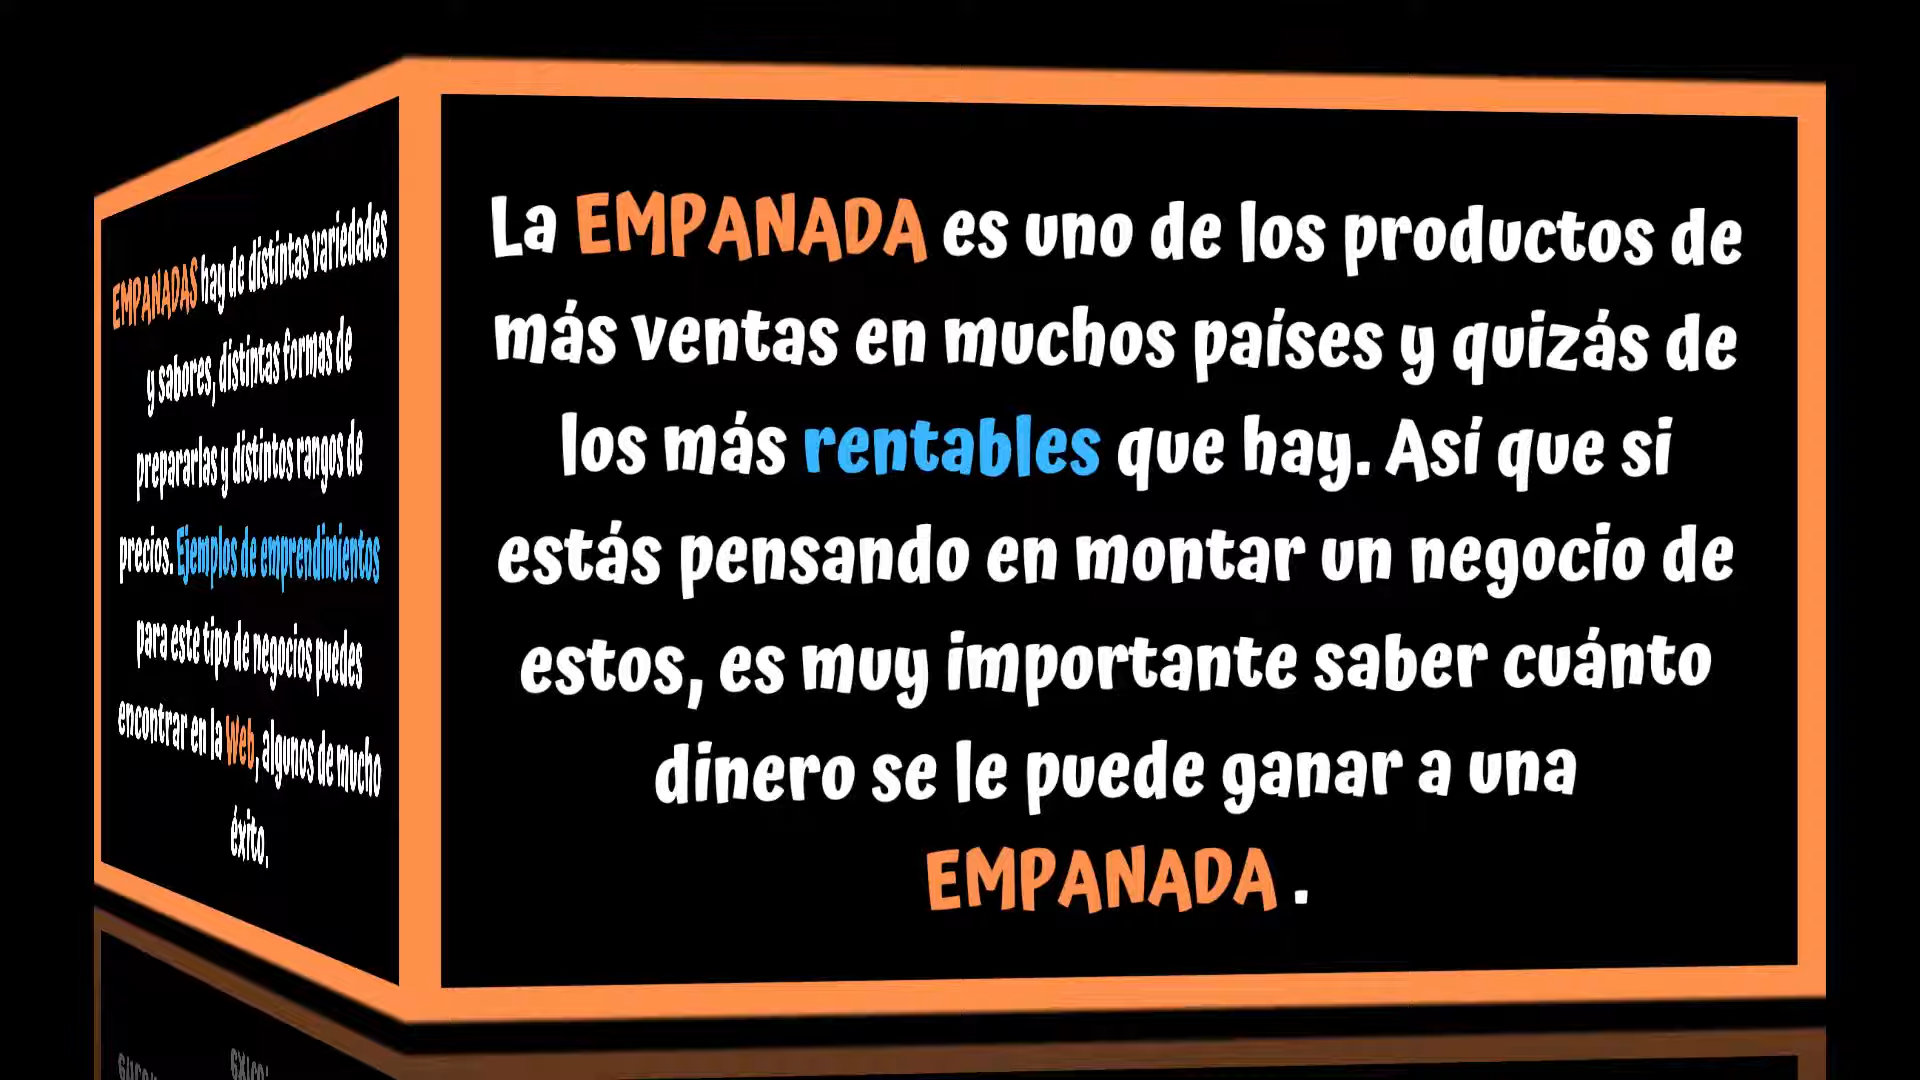 EMPANADAS hay de distintas variedades
y sabores, distintas formas de
prepararlas y distintos rangos de
precios. Ejemplos de emprendimientos
para este tipo de negocios puedes
encontrar en la Web, algunos de mucho
éxito.
La EMPANADA es uno de los productos de
más ventas en muchos países y quizás de
los más rentables que hay. Así que si
estás pensando en montar un negocio de
estos, es muy importante saber cuánto
dinero se le puede ganar a una
EMPANADA .